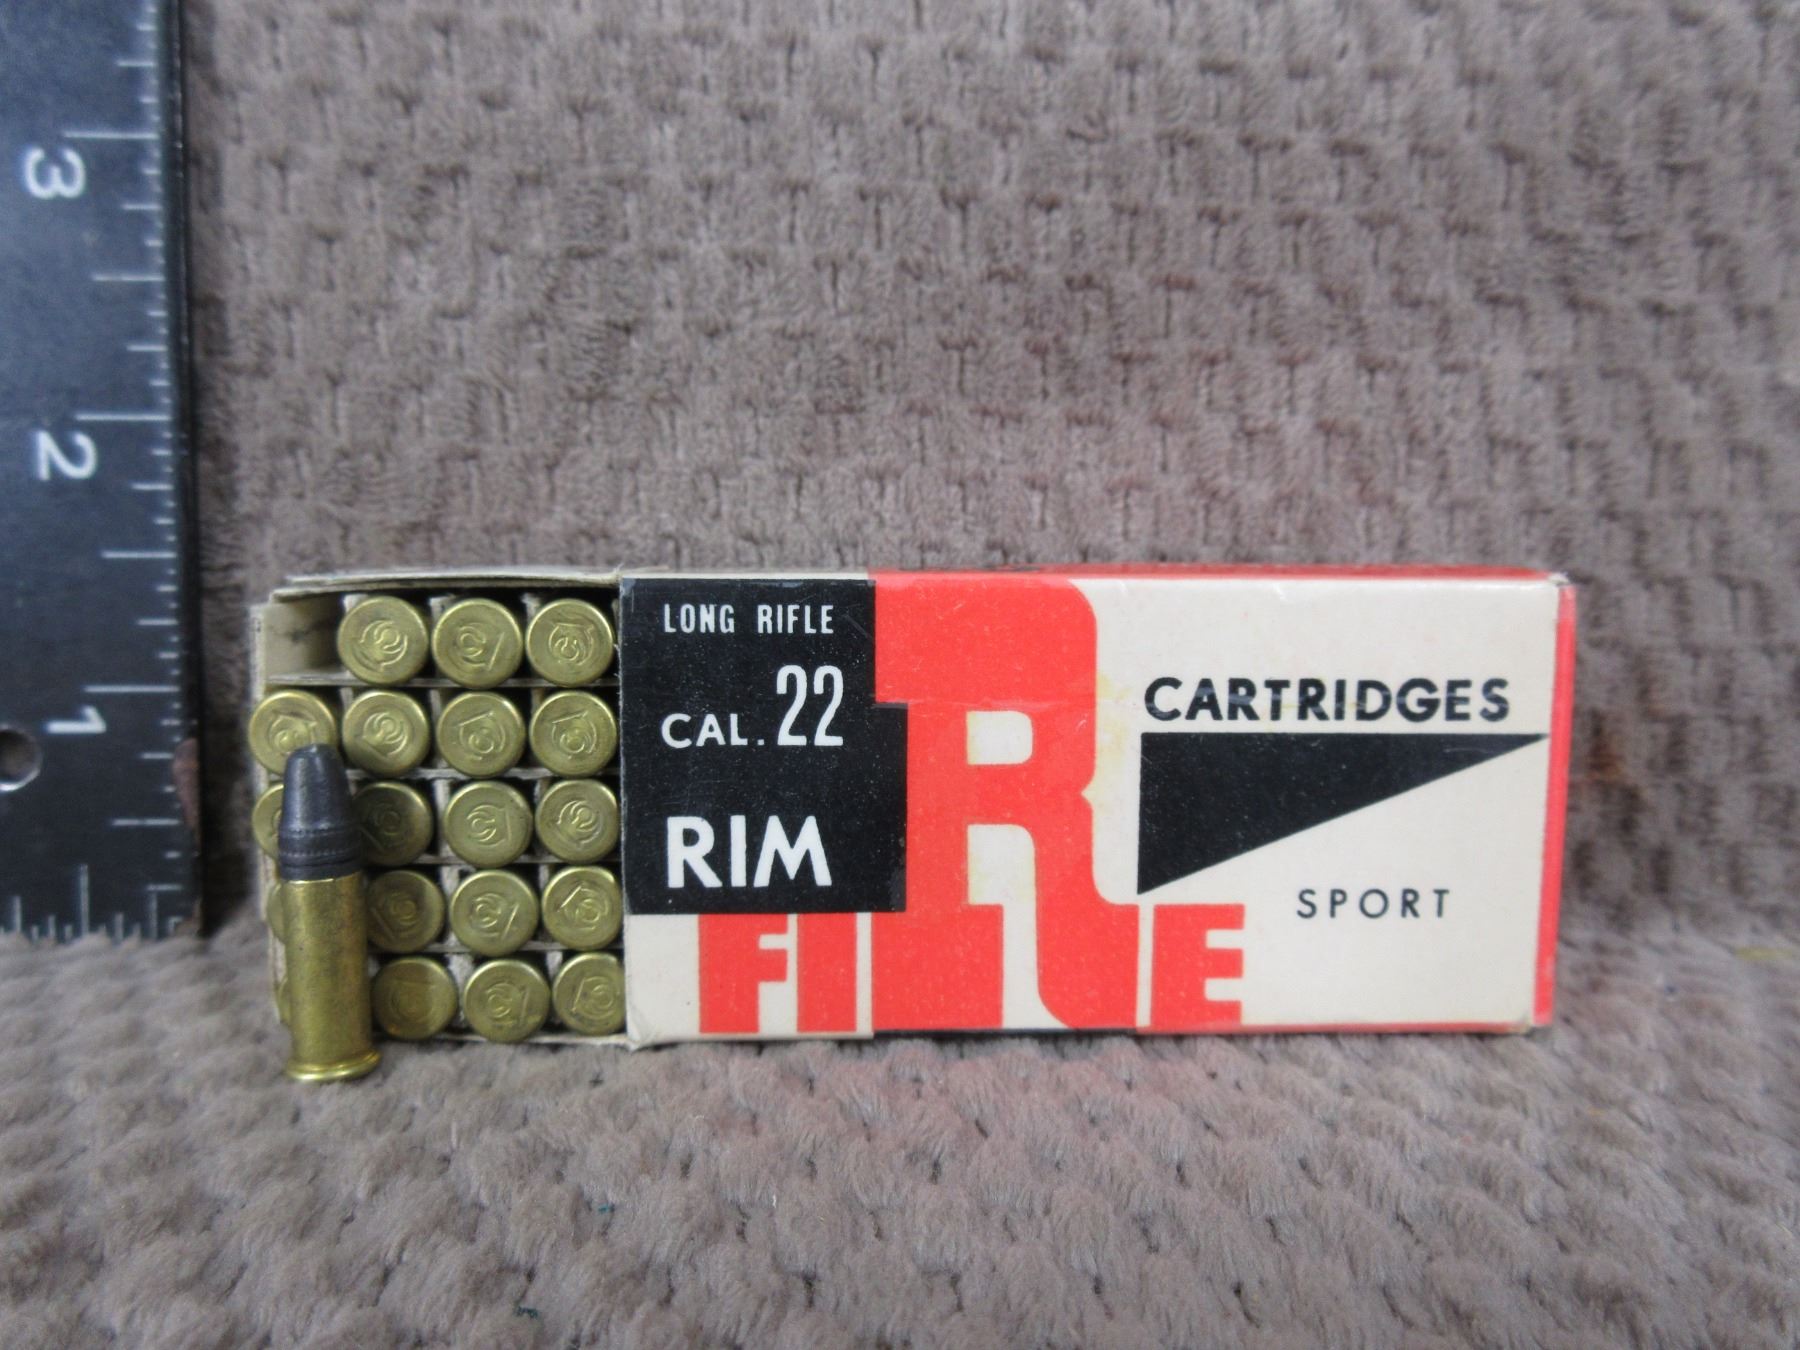 3
2
1
LONG RIFLE
CAL. 22
RIM
FIRE
CARTRIDGES
SPORT